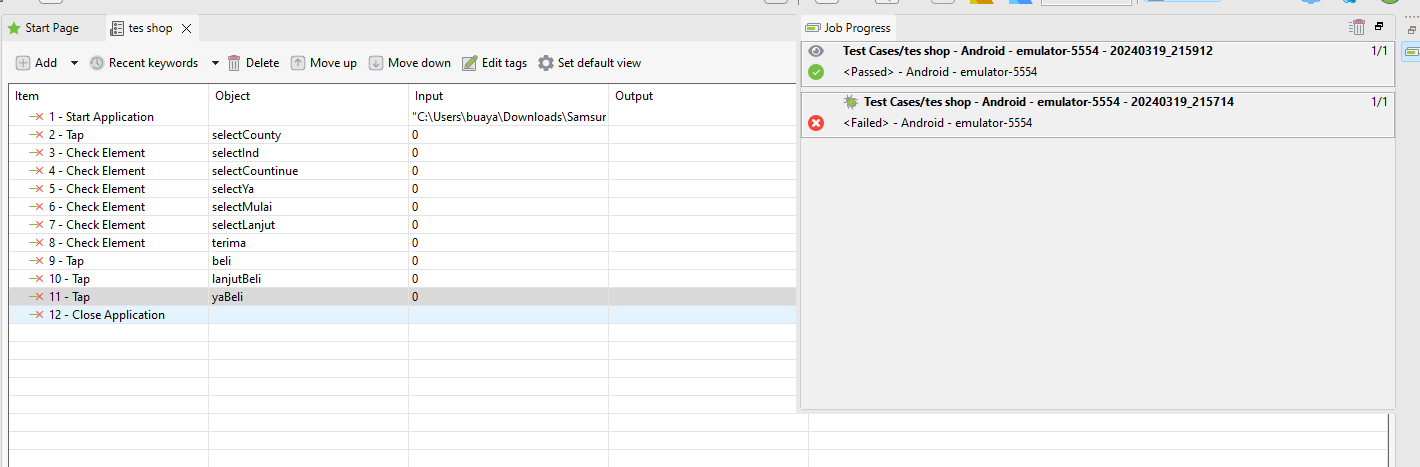 Start Page
tes shop
Add
Recent keywords
Delete
Move up
Move down
Edit tags
Set default view
Item Object Input Output
1 - Start Application "C:\Users\buaya\Downloads\Samsur
2 - Tap selectCounty 0
3 - Check Element selectInd 0
4 - Check Element selectCountinue 0
5 - Check Element selectYa 0
6 - Check Element selectMulai 0
7 - Check Element selectLanjut 0
8 - Check Element terima 0
9 - Tap beli 0
10 - Tap lanjutBeli 0
11 - Tap yaBeli 0
12 - Close Application
Job Progress
Test Cases/tes shop - Android - emulator-5554 - 20240319_215912 1/1
<Passed> - Android - emulator-5554
Test Cases/tes shop - Android - emulator-5554 - 20240319_215714 1/1
<Failed> - Android - emulator-5554